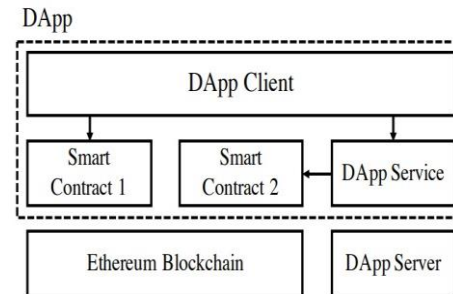 DApp
DApp Client
Smart
Contract 1
Smart
Contract 2
DApp Service
Ethereum Blockchain
DApp Server